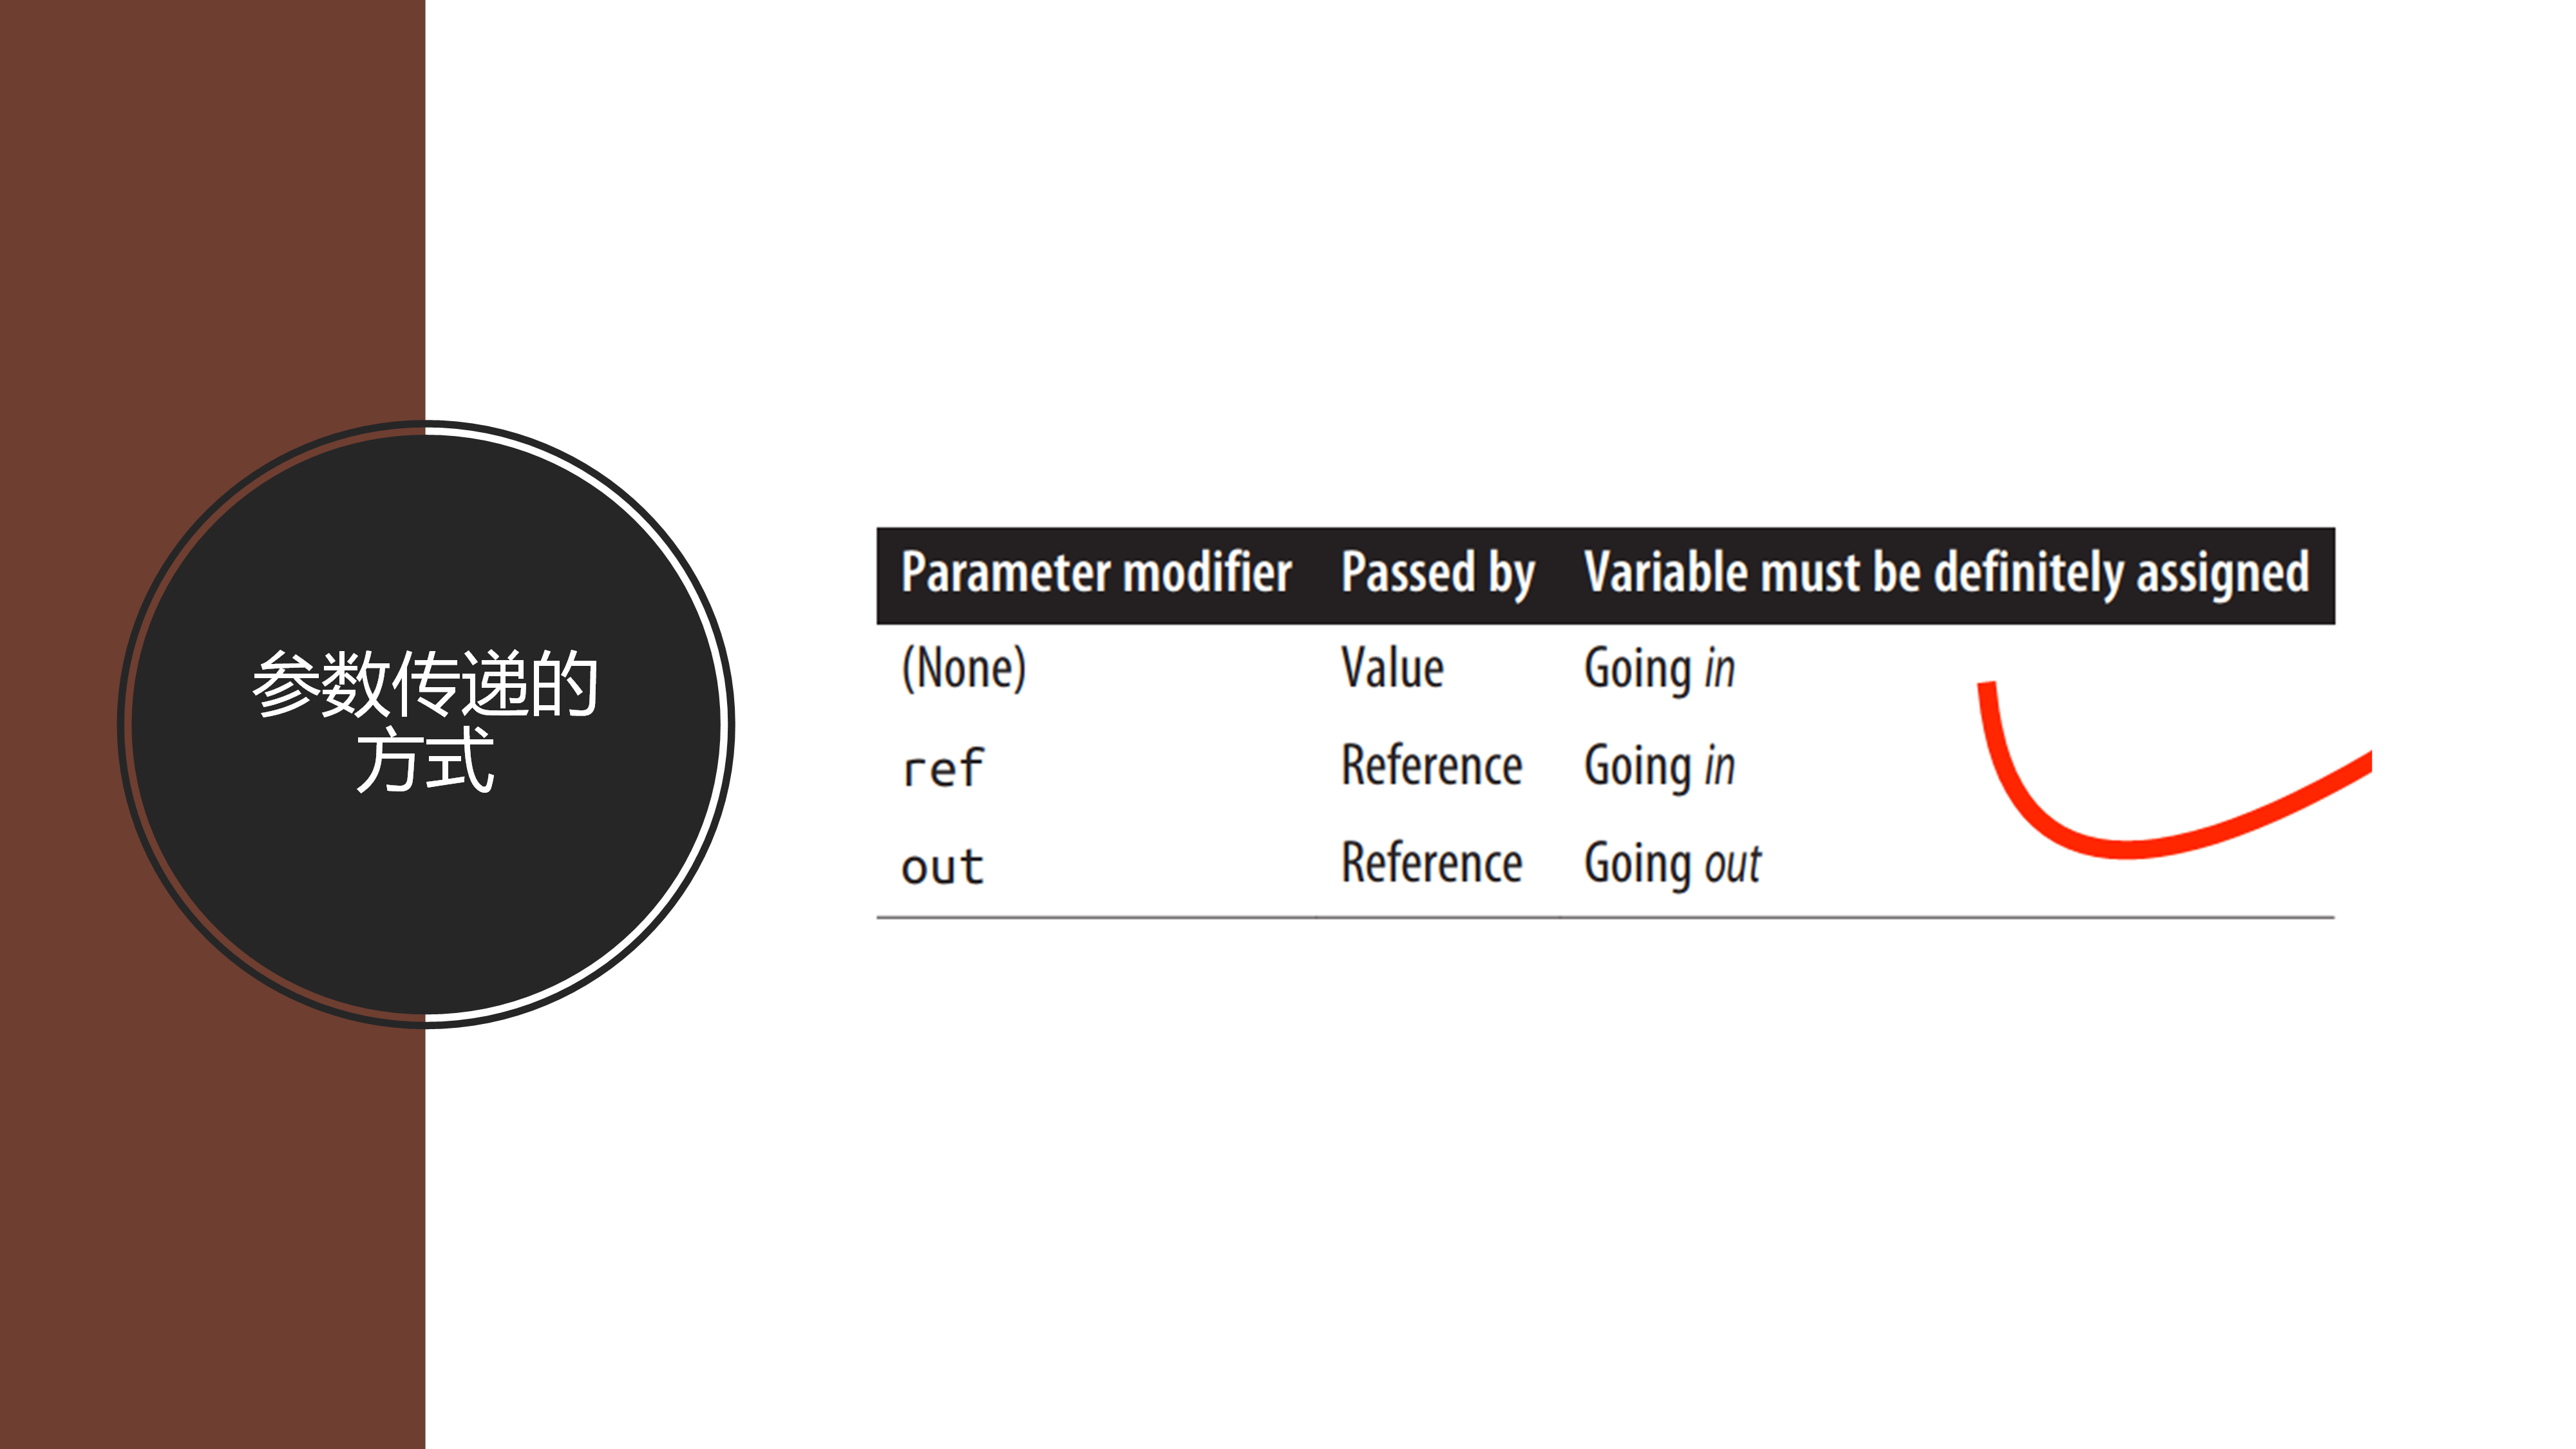 参数传递的
方式
Parameter modifier Passed by Variable must be definitely assigned
(None) Value Going in
ref Reference Going in
out Reference Going out